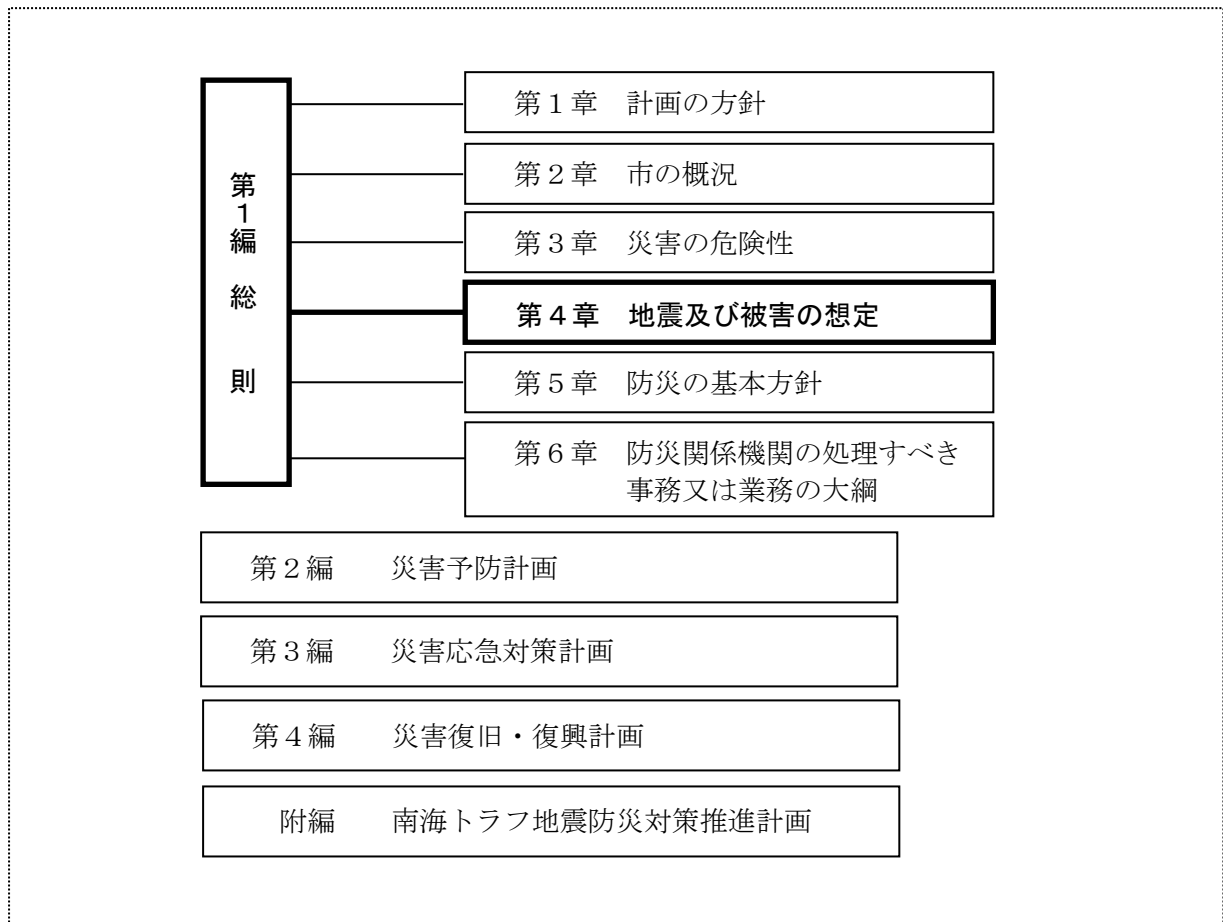 第１編　総　則
第１章　計画の方針
第２章　市の概況
第３章　災害の危険性
第４章　地震及び被害の想定
第５章　防災の基本方針
第６章　防災関係機関の処理すべき
事務又は業務の大綱
第２編　災害予防計画
第３編　災害応急対策計画
第４編　災害復旧・復興計画
附編　南海トラフ地震防災対策推進計画